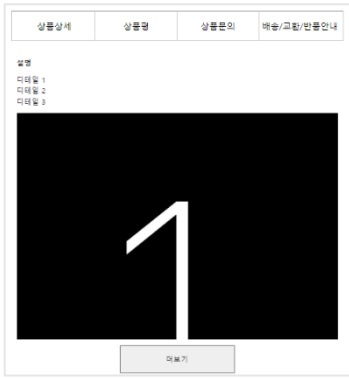 상품상세 상품평 상품문의 배송/교환/반품안내
설명
디테일 1
디테일 2
디테일 3
1
더보기